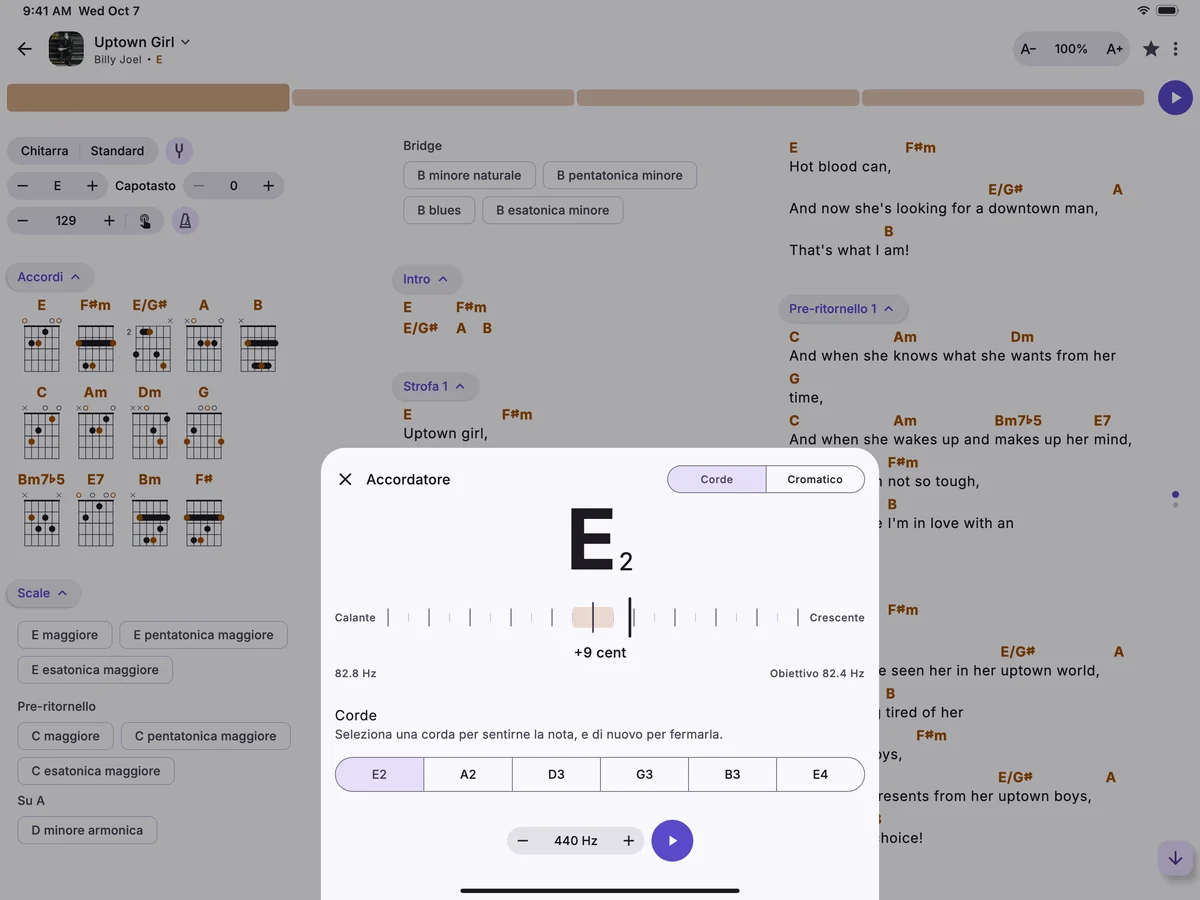 9:41 AM Wed Oct 7
Uptown Girl
Billy Joel • E
A- 100% A+
Chitarra Standard
− E + Capotasto − 0 +
− 129 +
Accordi
E F#m E/G# A B
2
C Am Dm G
Bm7♭5 E7 Bm F#
Scale
E maggiore E pentatonica maggiore
E esatonica maggiore
Pre-ritornello
C maggiore C pentatonica maggiore
C esatonica maggiore
Su A
D minore armonica
Bridge
B minore naturale B pentatonica minore
B blues B esatonica minore
Intro
E F#m
E/G# A B
Strofa 1
E F#m
Uptown girl,
E F#m
Hot blood can,
E/G# A
And now she's looking for a downtown man,
B
That's what I am!
Pre-ritornello 1
C Am Dm
And when she knows what she wants from her
G
time,
C Am Bm7♭5 E7
And when she wakes up and makes up her mind,
F#m
not so tough,
B
I'm in love with an
F#m
E/G# A
seen her in her uptown world,
B
tired of her
F#m
E/G# A
from her uptown boys,
Accordatore
Corde Cromatico
E2
Calante Crescente
+9 cent
82.8 Hz Obiettivo 82.4 Hz
Corde
Seleziona una corda per sentirne la nota, e di nuovo per fermarla.
E2 A2 D3 G3 B3 E4
− 440 Hz +